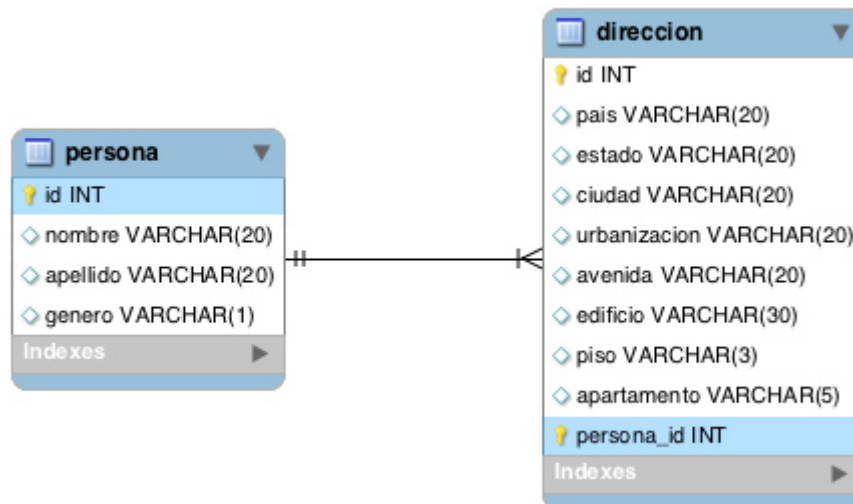 persona
id INT
nombre VARCHAR(20)
apellido VARCHAR(20)
genero VARCHAR(1)
Indexes
direccion
id INT
pais VARCHAR(20)
estado VARCHAR(20)
ciudad VARCHAR(20)
urbanizacion VARCHAR(20)
avenida VARCHAR(20)
edificio VARCHAR(30)
piso VARCHAR(3)
apartamento VARCHAR(5)
persona_id INT
Indexes